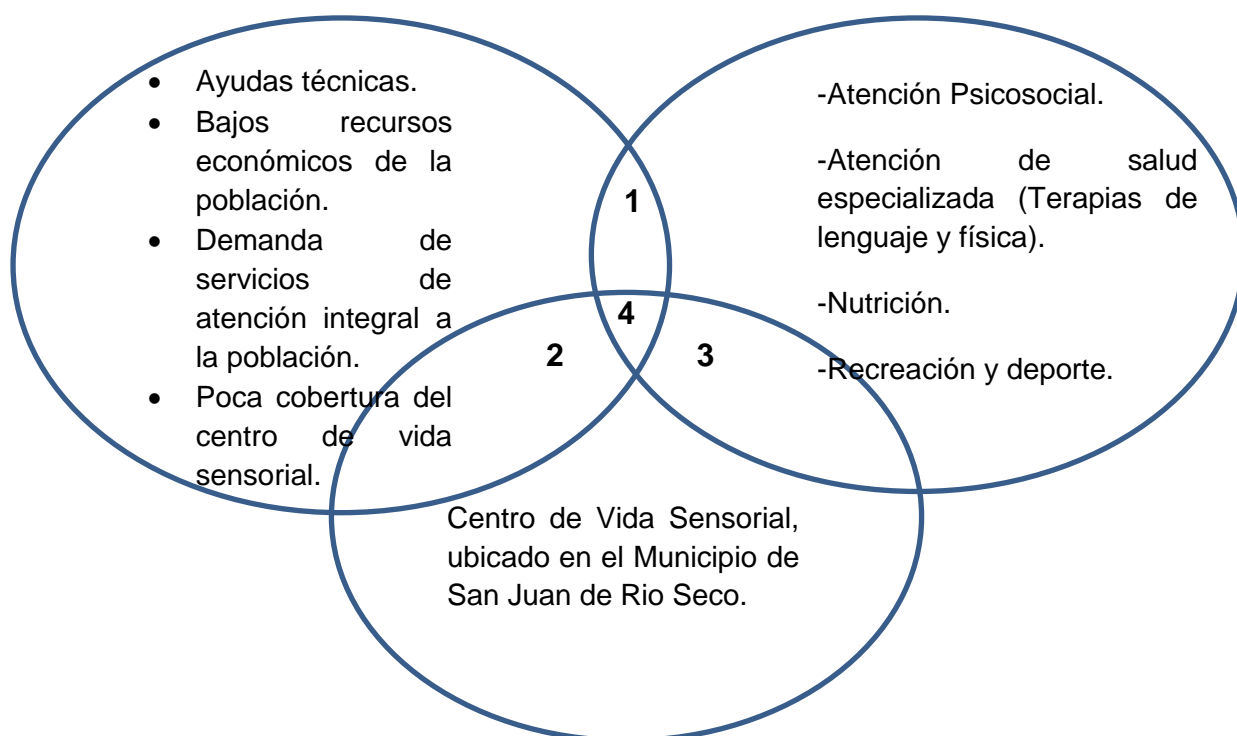 • Ayudas técnicas.
• Bajos recursos
económicos de la
población.
• Demanda de
servicios de
atención integral a
la población.
• Poca cobertura del
centro de vida
sensorial.
1
-Atención Psicosocial.
-Atención de salud
especializada (Terapias de
lenguaje y física).
-Nutrición.
-Recreación y deporte.
4
2
3
Centro de Vida Sensorial,
ubicado en el Municipio de
San Juan de Rio Seco.